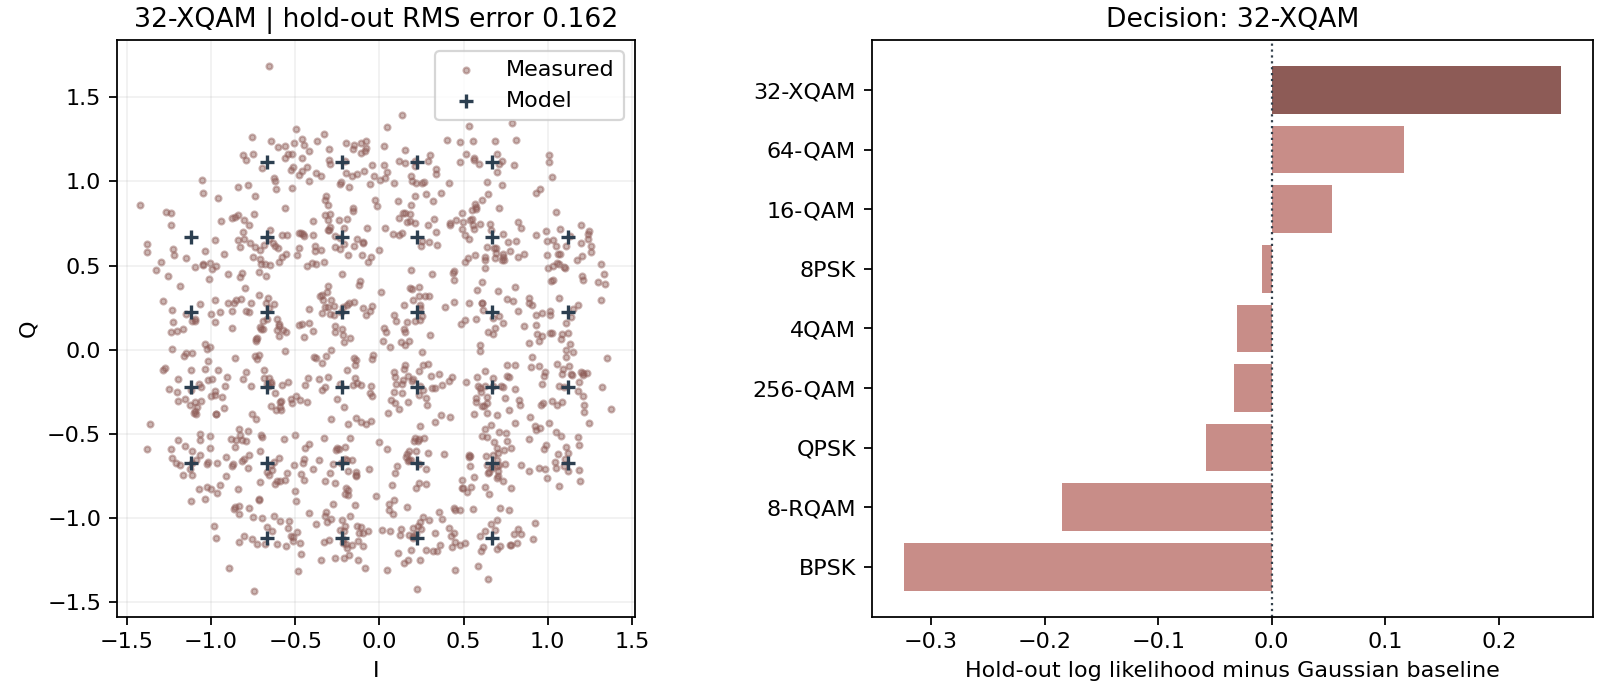 32-XQAM | hold-out RMS error 0.162
Measured
Model
1.5
1.0
0.5
0.0
−0.5
−1.0
−1.5
Q
−1.5
−1.0
−0.5
0.0
0.5
1.0
1.5
I
Decision: 32-XQAM
32-XQAM
64-QAM
16-QAM
8PSK
4QAM
256-QAM
QPSK
8-RQAM
BPSK
−0.3
−0.2
−0.1
0.0
0.1
0.2
Hold-out log likelihood minus Gaussian baseline